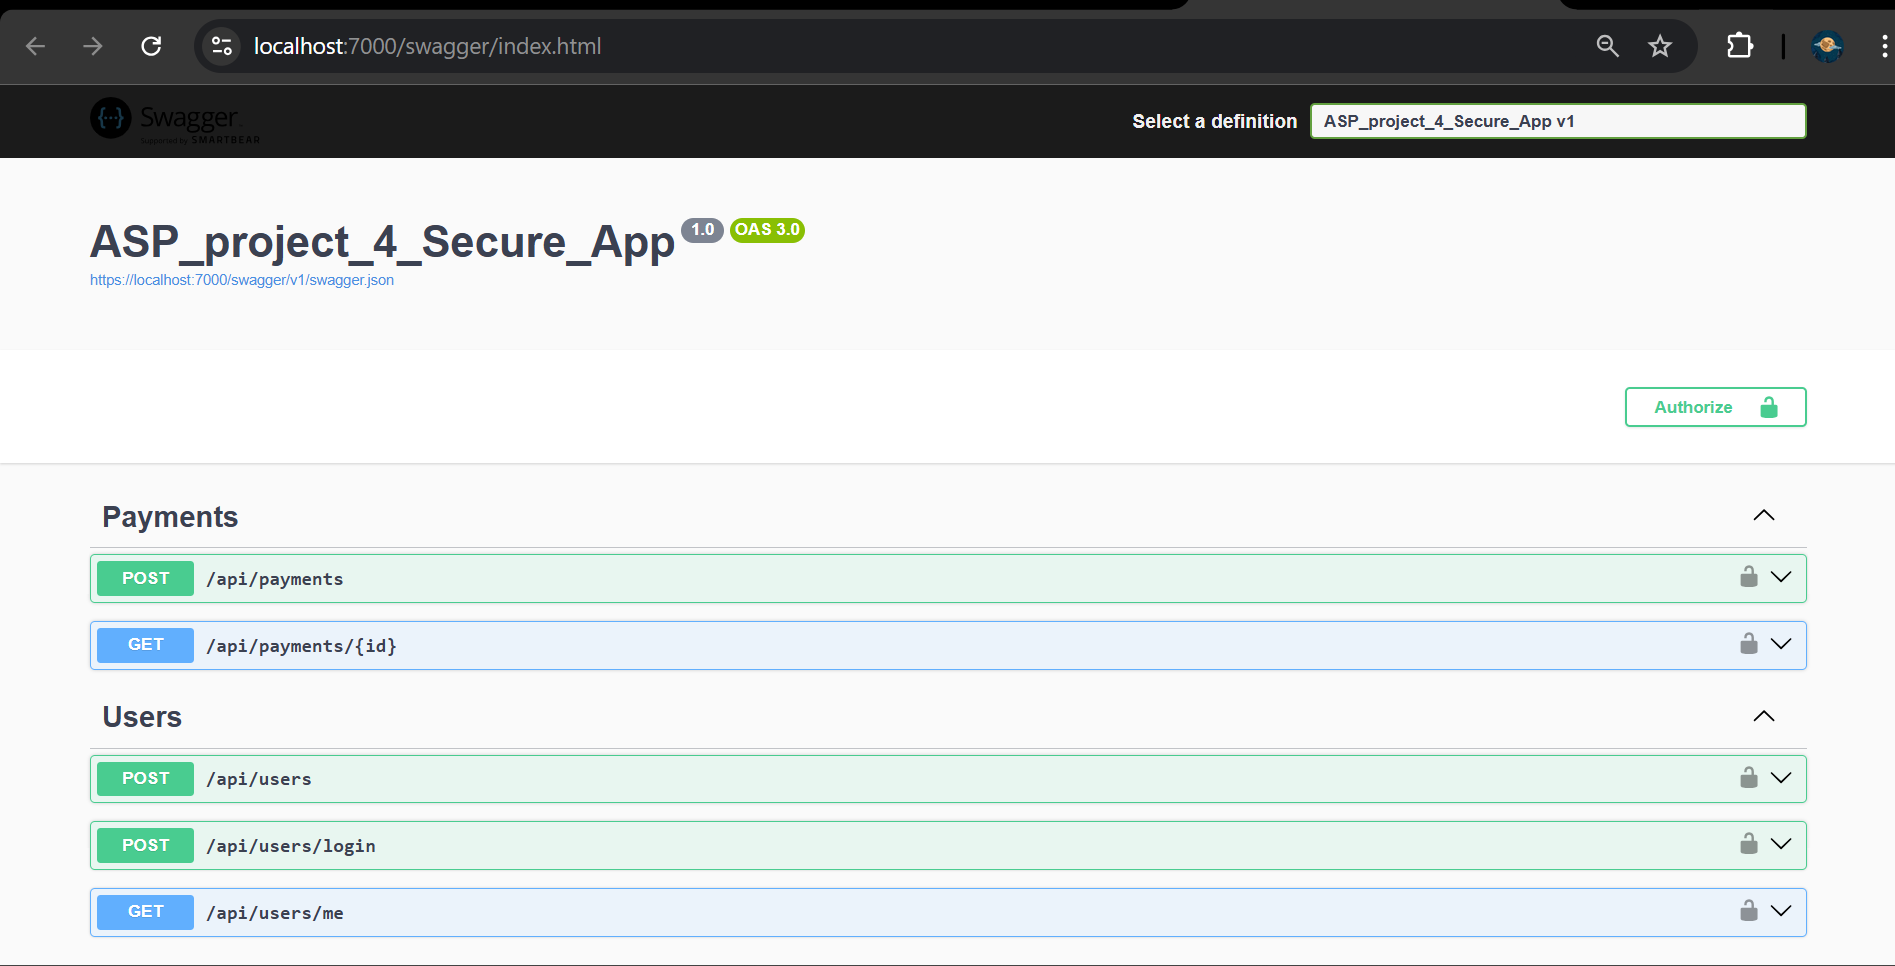 localhost:7000/swagger/index.html
Swagger.
Supported by SMARTBEAR
Select a definition
ASP_project_4_Secure_App v1
ASP_project_4_Secure_App 1.0 OAS 3.0
https://localhost:7000/swagger/v1/swagger.json
Authorize
Payments
POST /api/payments
GET /api/payments/{id}
Users
POST /api/users
POST /api/users/login
GET /api/users/me